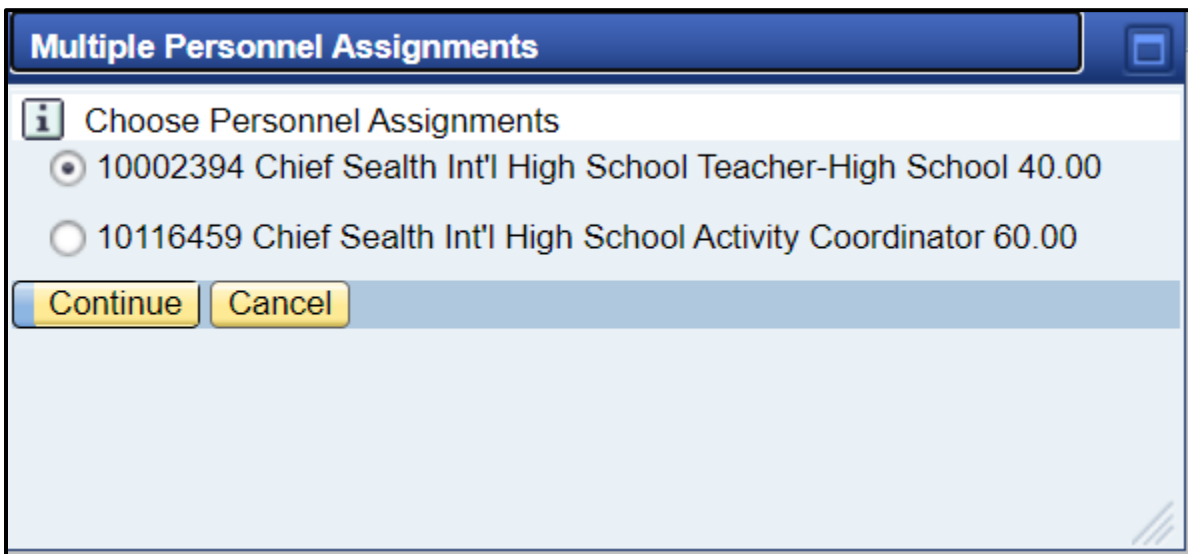 Multiple Personnel Assignments
i Choose Personnel Assignments
10002394 Chief Sealth Int'l High School Teacher-High School 40.00
10116459 Chief Sealth Int'l High School Activity Coordinator 60.00
Continue Cancel